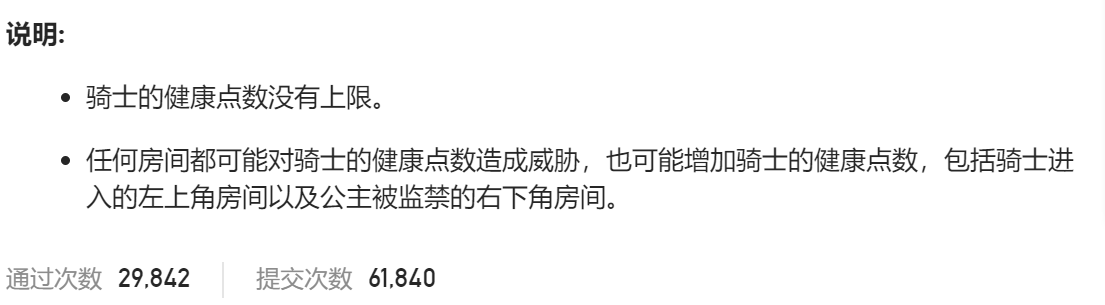 说明:
骑士的健康点数没有上限。
任何房间都可能对骑士的健康点数造成威胁，也可能增加骑士的健康点数，包括骑士进
入的左上角房间以及公主被监禁的右下角房间。
通过次数 29,842 提交次数 61,840